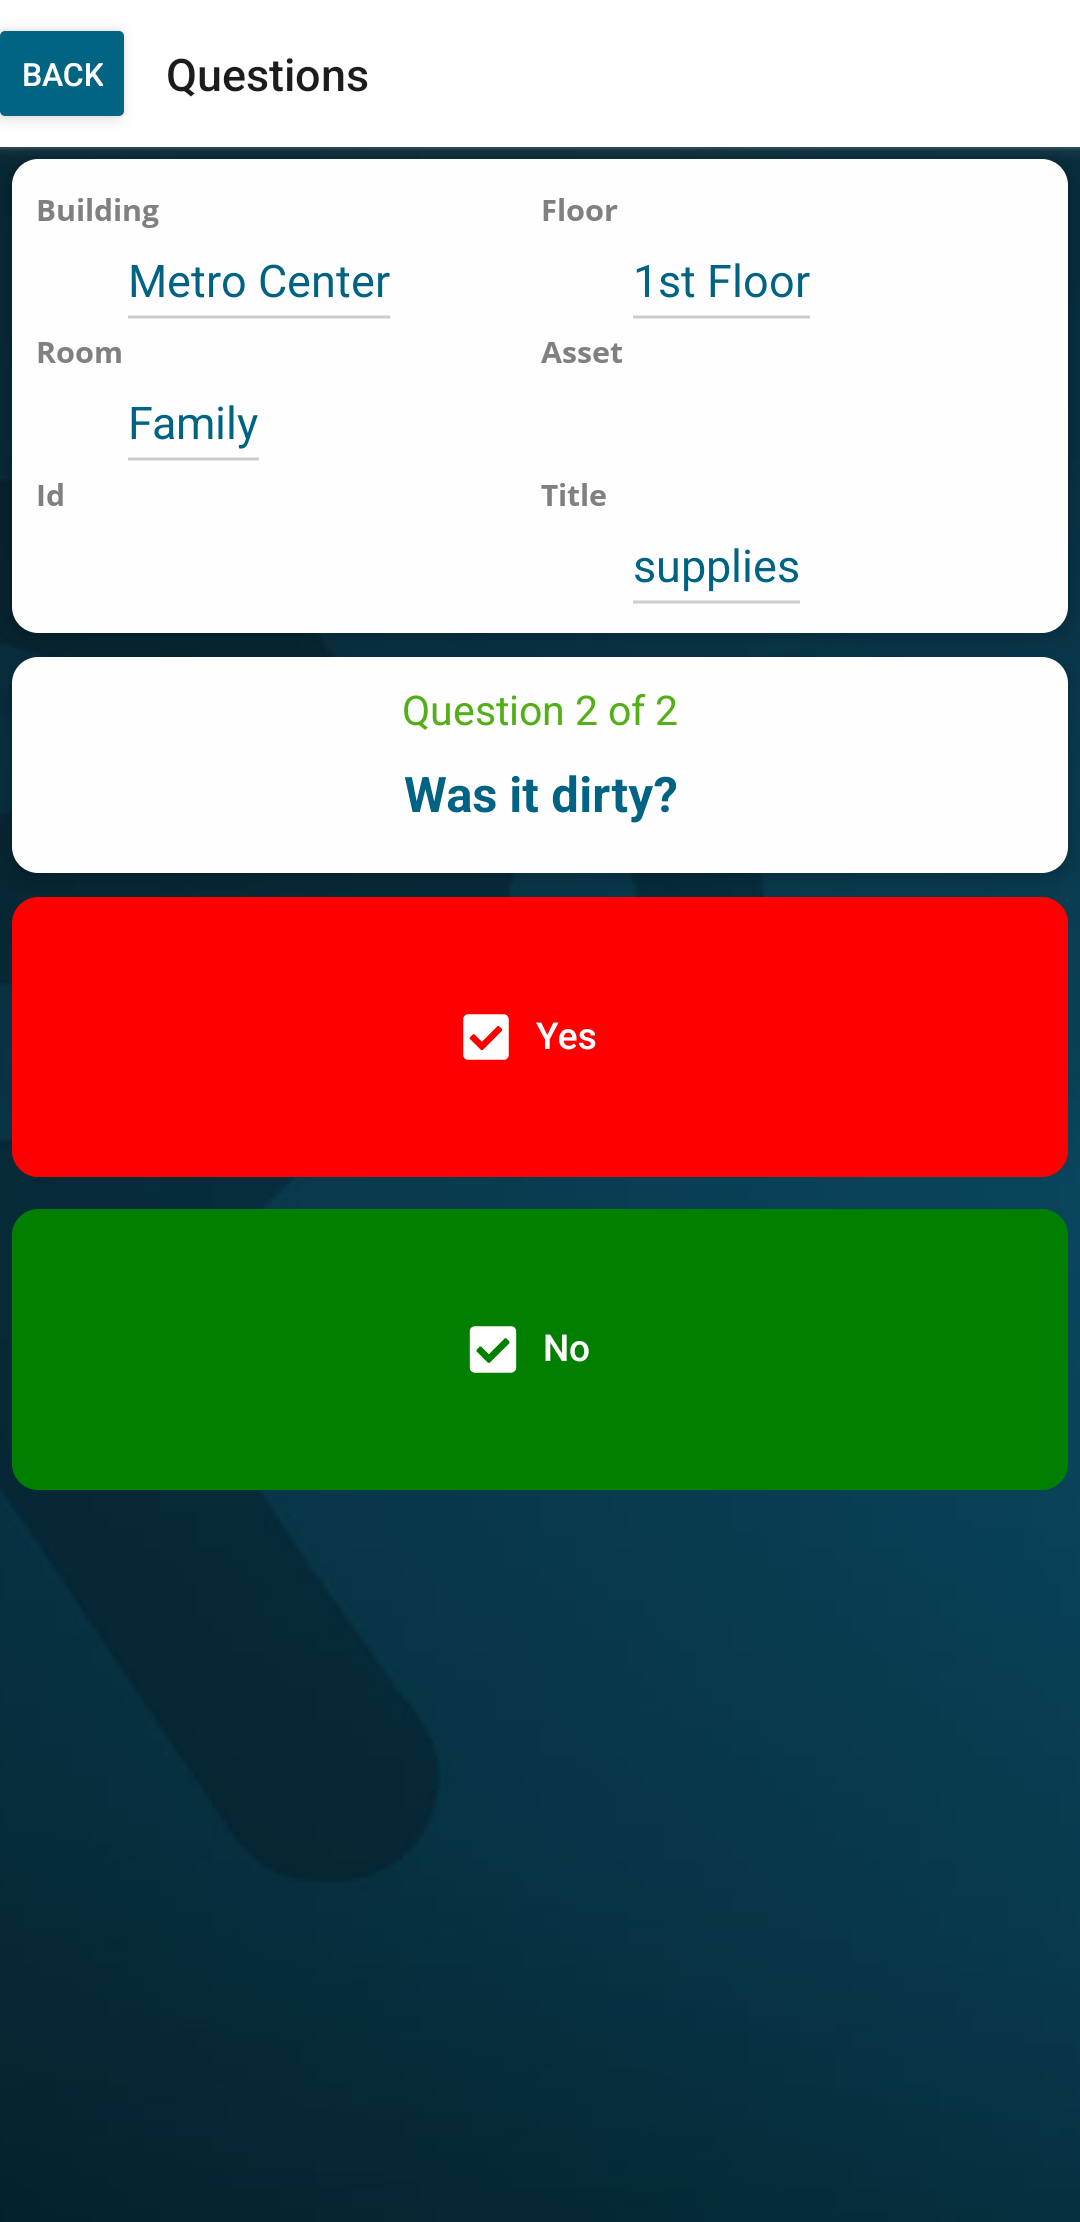 BACK Questions
Building Floor
Metro Center 1st Floor
Room Asset
Family
Id Title
supplies
Question 2 of 2
Was it dirty?
Yes
No